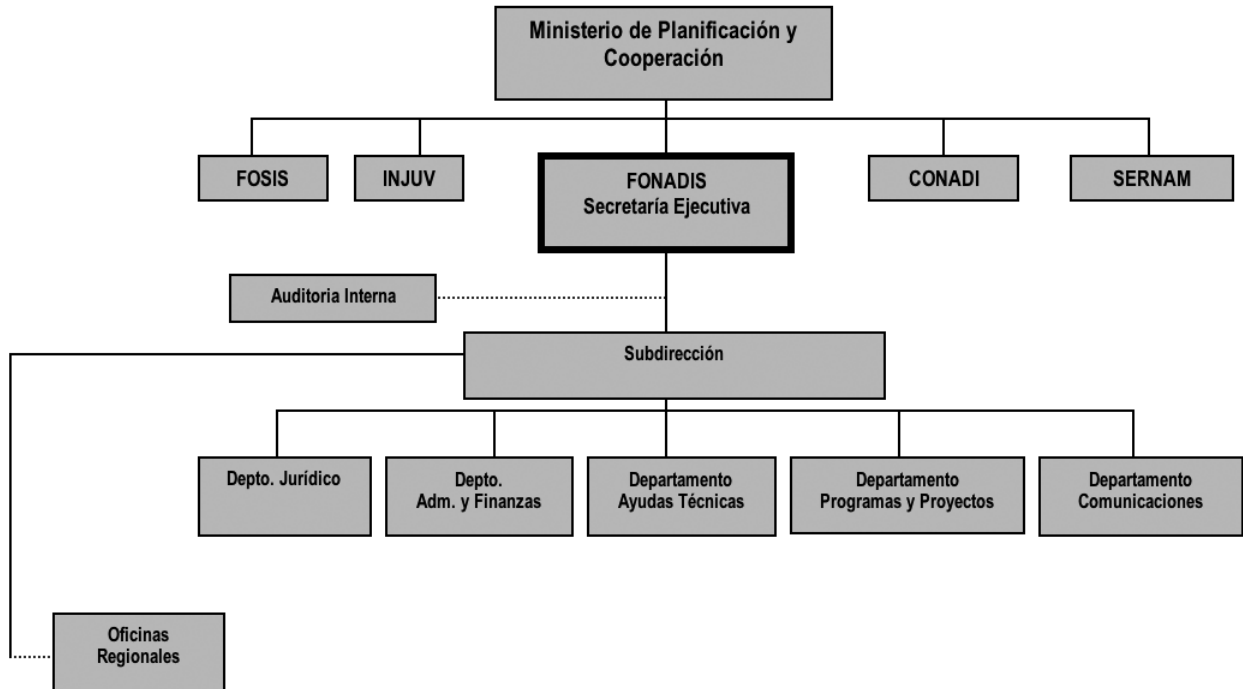 Ministerio de Planificación y
Cooperación
FOSIS
INJUV
FONADIS
Secretaría Ejecutiva
CONADI
SERNAM
Auditoria Interna
Subdirección
Depto. Jurídico
Depto.
Adm. y Finanzas
Departamento
Ayudas Técnicas
Departamento
Programas y Proyectos
Departamento
Comunicaciones
Oficinas
Regionales